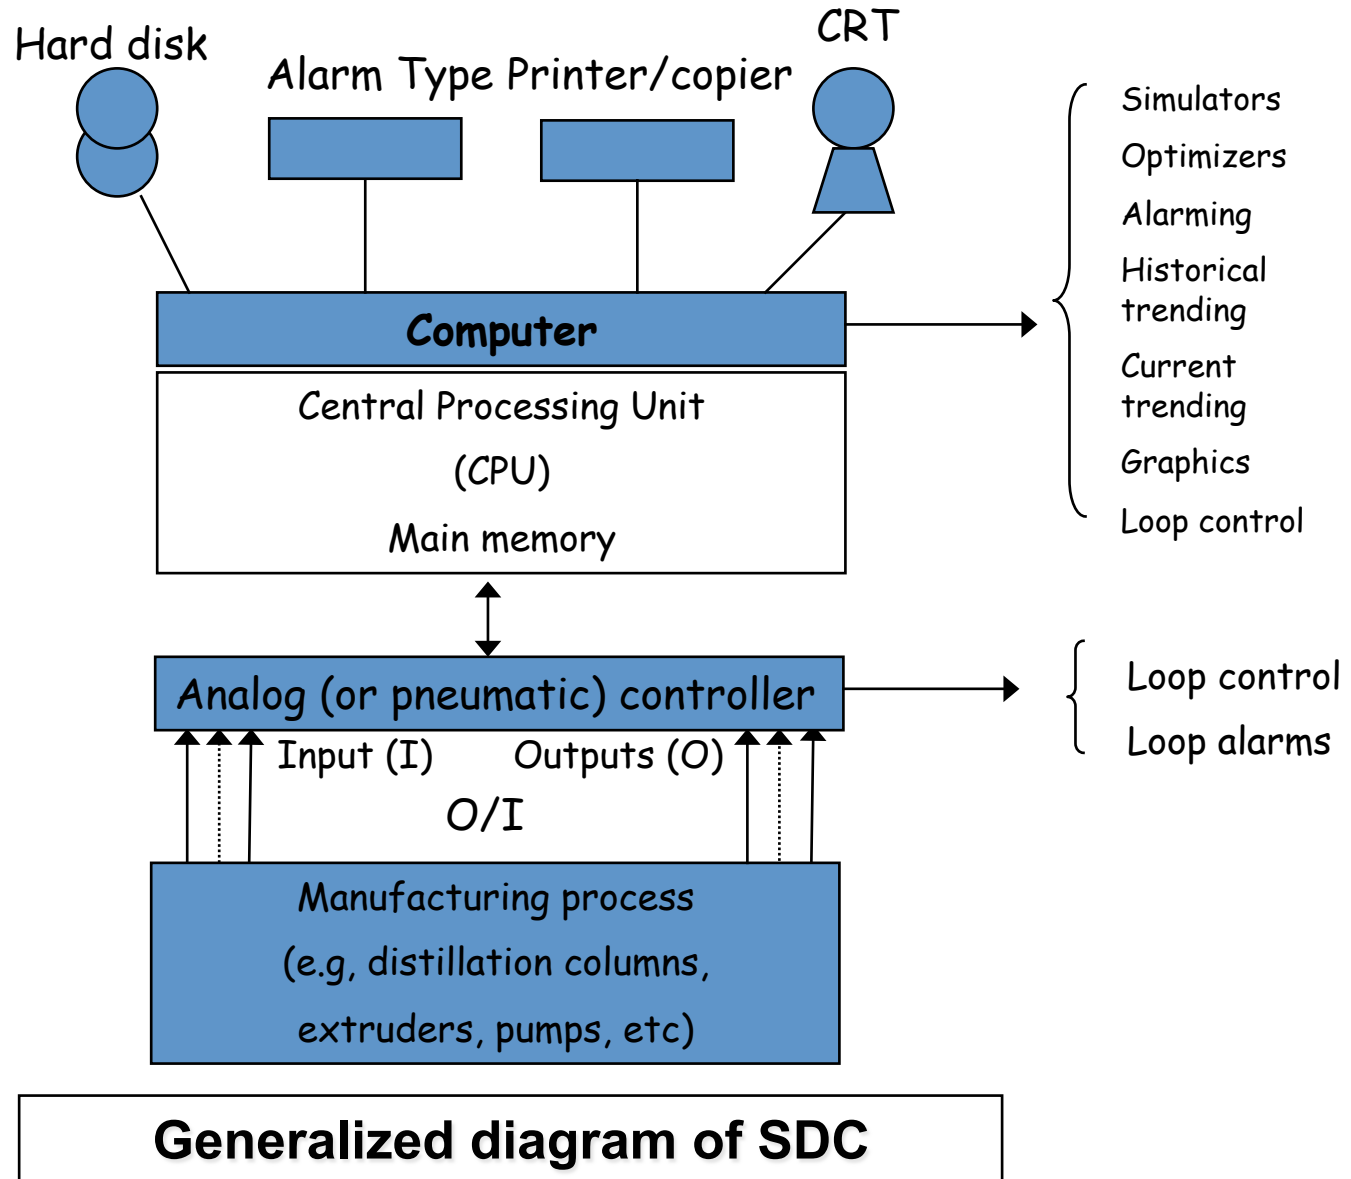 Hard disk
Alarm Type Printer/copier
CRT
Computer
Central Processing Unit
(CPU)
Main memory
Simulators
Optimizers
Alarming
Historical
trending
Current
trending
Graphics
Loop control
Analog (or pneumatic) controller
Loop control
Loop alarms
Input (I)
Outputs (O)
O/I
Manufacturing process
(e.g, distillation columns,
extruders, pumps, etc)
Generalized diagram of SDC